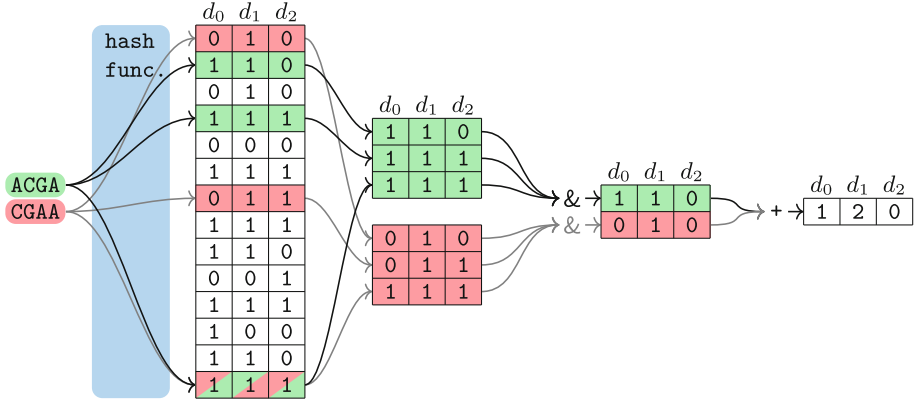 d0 d1 d2
hash
func.
0 1 0
1 1 0
0 1 0
1 1 1
0 0 0
1 1 1
0 1 1
1 1 1
1 1 0
0 0 1
1 1 1
1 0 0
1 1 0
1 1 1
ACGA
CGAA
d0 d1 d2
1 1 0
1 1 1
1 1 1
0 1 0
0 1 1
1 1 1
&
&
d0 d1 d2
1 1 0
0 1 0
+
d0 d1 d2
1 2 0